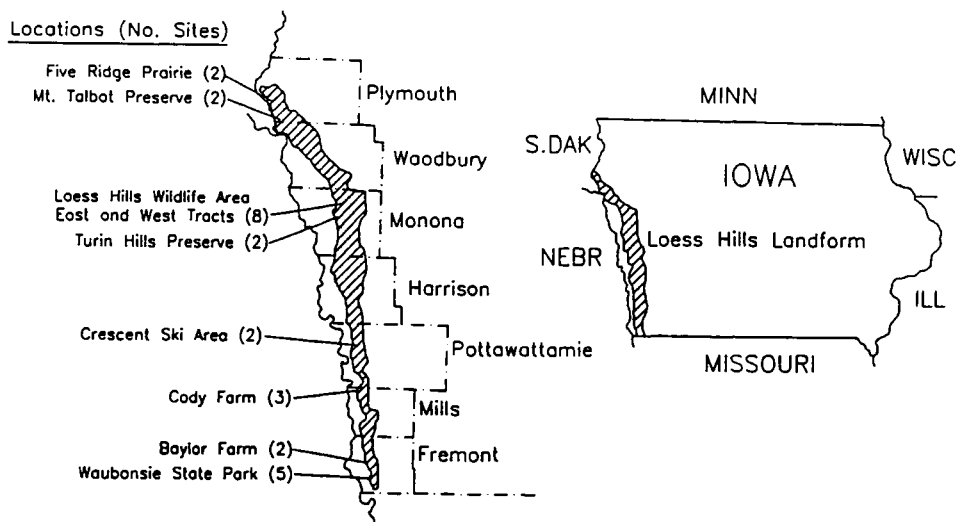 Locations (No. Sites)
Five Ridge Prairie (2)
Mt. Talbot Preserve (2)
Loess Hills Wildlife Area
East and West Tracts (8)
Turin Hills Preserve (2)
Crescent Ski Area (2)
Cody Farm (3)
Baylor Farm (2)
Waubonsie State Park (5)
Plymouth
Woodbury
Monona
Harrison
Pottawattamie
Mills
Fremont
MINN
S.DAK
WISC
IOWA
Loess Hills Landform
NEBR
ILL
MISSOURI